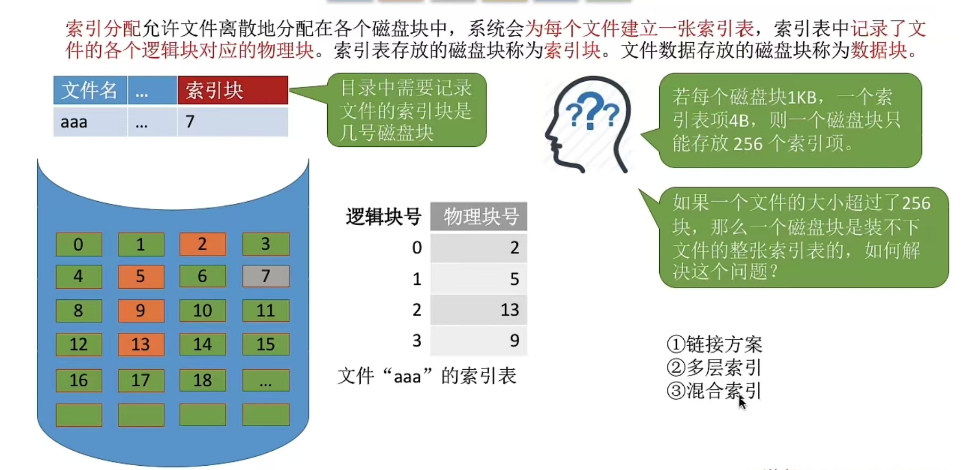 索引分配允许文件离散地分配在各个磁盘块中，系统会为每个文件建立一张索引表，索引表中记录了文
件的各个逻辑块对应的物理块。索引表存放的磁盘块称为索引块。文件数据存放的磁盘块称为数据块。
文件名 ... 索引块
aaa ... 7
目录中需要记录
文件的索引块是
几号磁盘块
???
若每个磁盘块1KB，一个索
引表项4B，则一个磁盘块只
能存放 256 个索引项。
如果一个文件的大小超过了256
块，那么一个磁盘块是装不下
文件的整张索引表的，如何解
决这个问题？
0 1 2 3
4 5 6 7
8 9 10 11
12 13 14 15
16 17 18 ...
逻辑块号 物理块号
0 2
1 5
2 13
3 9
文件“aaa”的索引表
①链接方案
②多层索引
③混合索引